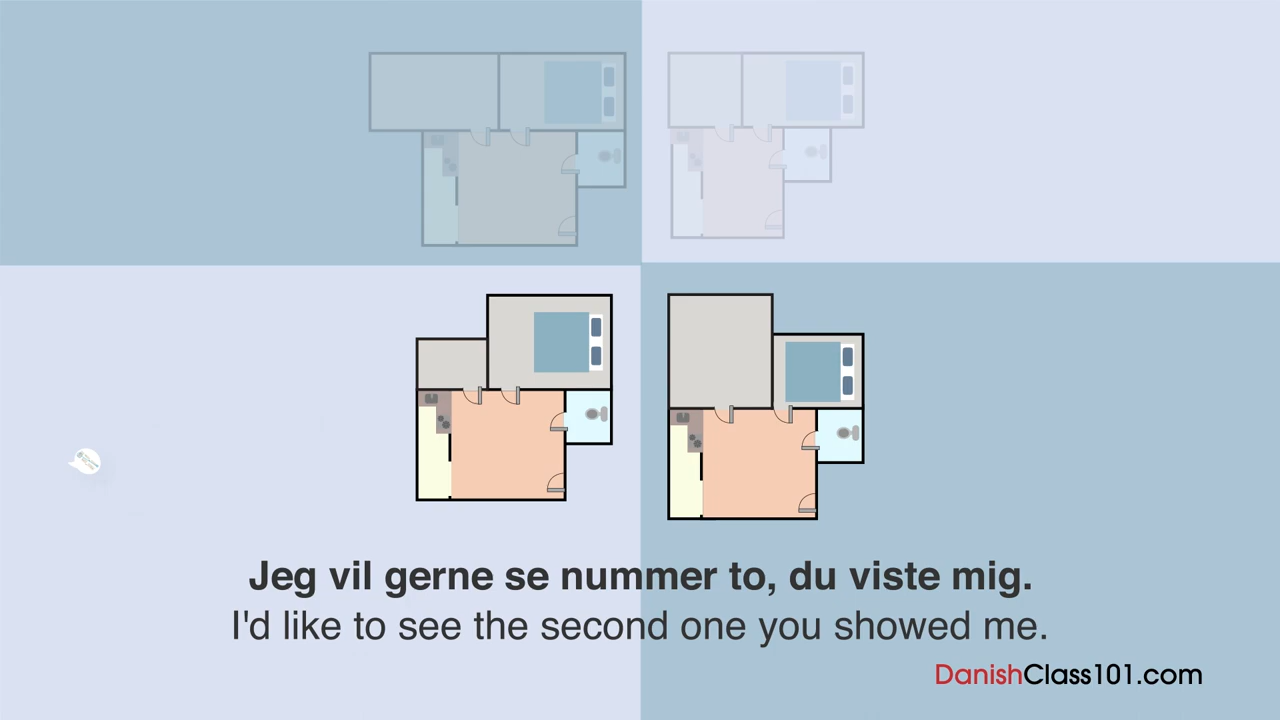 Jeg vil gerne se nummer to, du viste mig.
I'd like to see the second one you showed me.
DanishClass101.com